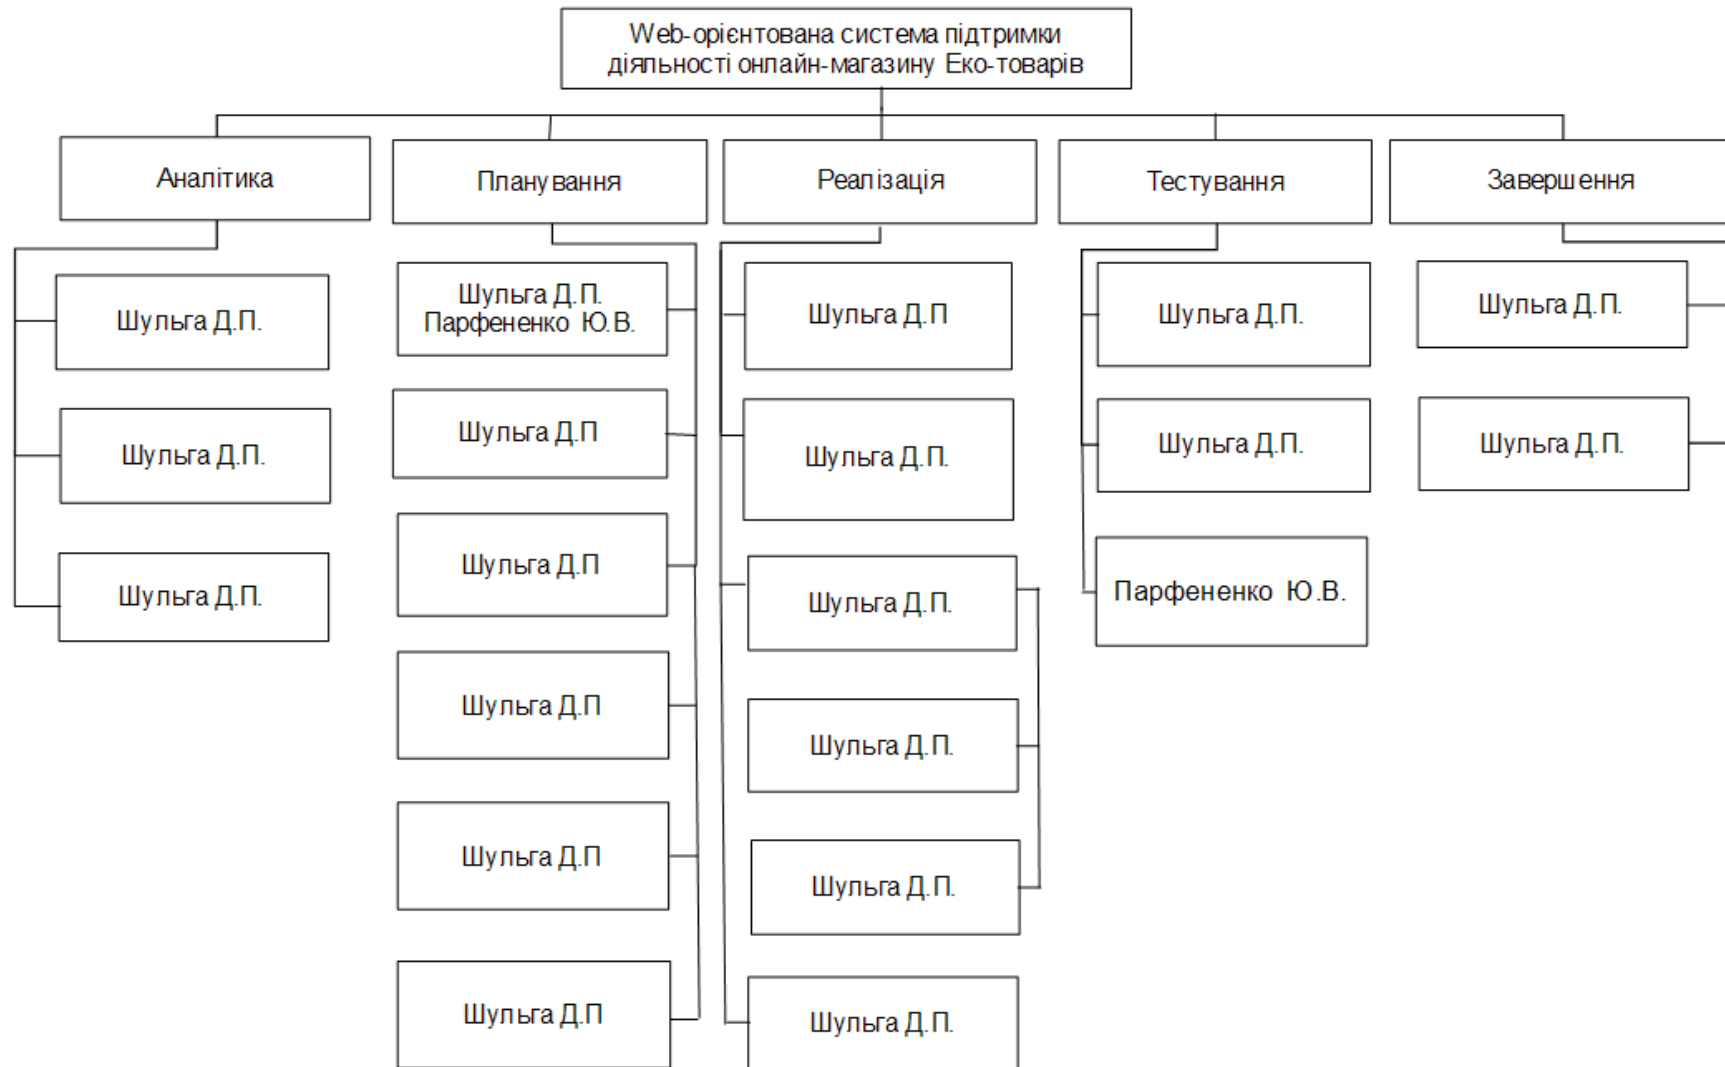 Web-орієнтована система підтримки
діяльності онлайн-магазину Еко-товарів
Аналітика
Планування
Реалізація
Тестування
Завершення
Шульга Д.П.
Шульга Д.П.
Шульга Д.П.
Шульга Д.П.
Парфененко Ю.В.
Шульга Д.П
Шульга Д.П
Шульга Д.П
Шульга Д.П
Шульга Д.П
Шульга Д.П
Шульга Д.П.
Шульга Д.П.
Шульга Д.П.
Шульга Д.П.
Шульга Д.П.
Шульга Д.П.
Шульга Д.П.
Парфененко Ю.В.
Шульга Д.П.
Шульга Д.П.